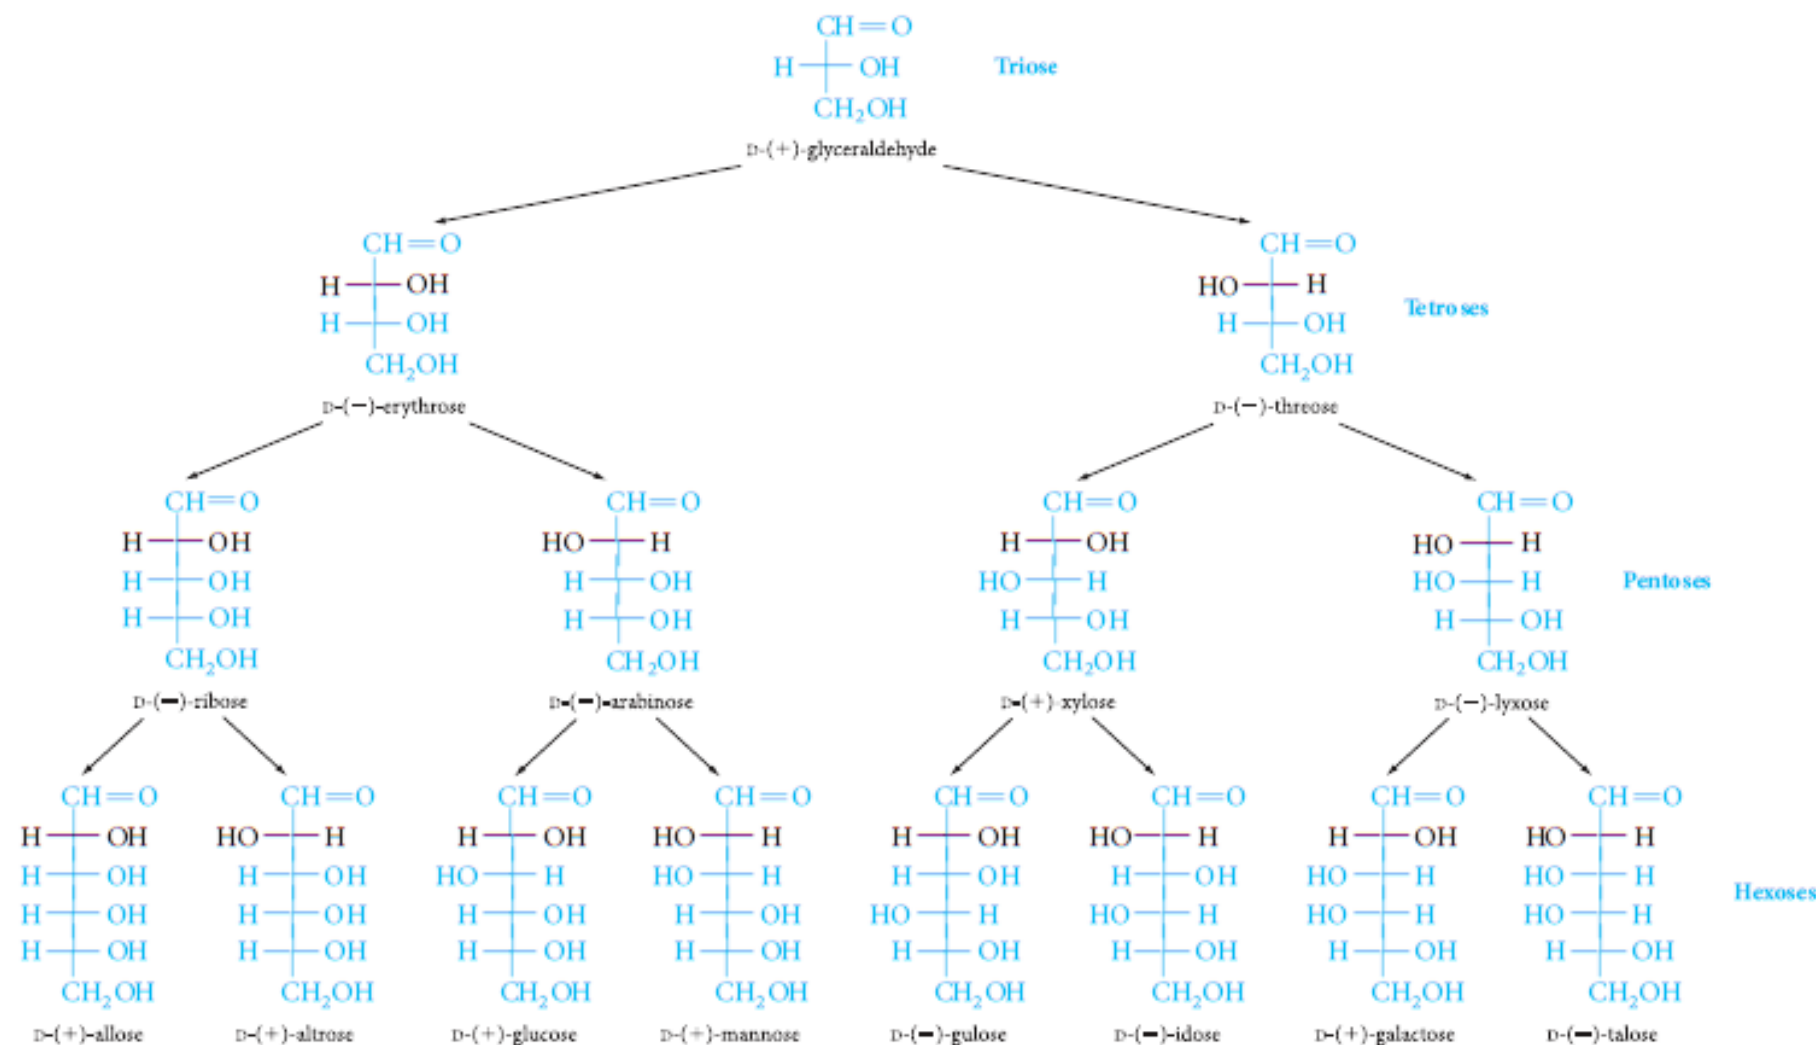 CH=O
H OH Triose
CH₂OH
D-(+)-glyceraldehyde
CH=O CH=O
H OH HO H
Tetroses
H OH H OH
CH₂OH CH₂OH
D-(−)-erythrose D-(−)-threose
CH=O CH=O CH=O CH=O
H OH HO H H OH HO H
H OH H OH HO H HO H Pentoses
H OH H OH H OH H OH
CH₂OH CH₂OH CH₂OH CH₂OH
D-(−)-ribose D-(−)-arabinose D-(+)-xylose D-(−)-lyxose
CH=O CH=O CH=O CH=O CH=O CH=O CH=O CH=O
H OH HO H H OH HO H H OH HO H H OH HO H
H OH H OH HO H HO H H OH H OH HO H HO H Hexoses
H OH H OH H OH H OH HO H HO H HO H HO H
H OH H OH H OH H OH H OH H OH H OH H OH
CH₂OH CH₂OH CH₂OH CH₂OH CH₂OH CH₂OH CH₂OH CH₂OH
D-(+)-allose D-(+)-altrose D-(+)-glucose D-(+)-mannose D-(−)-gulose D-(−)-idose D-(+)-galactose D-(−)-talose